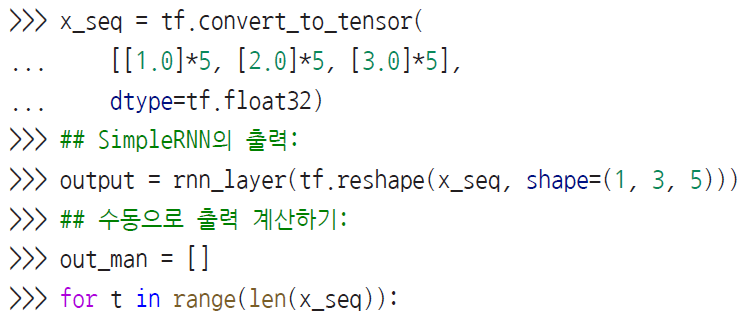 >>> x_seq = tf.convert_to_tensor(
...     [[1.0]*5, [2.0]*5, [3.0]*5],
...     dtype=tf.float32)
>>> ## SimpleRNN의 출력:
>>> output = rnn_layer(tf.reshape(x_seq, shape=(1, 3, 5)))
>>> ## 수동으로 출력 계산하기:
>>> out_man = []
>>> for t in range(len(x_seq)):